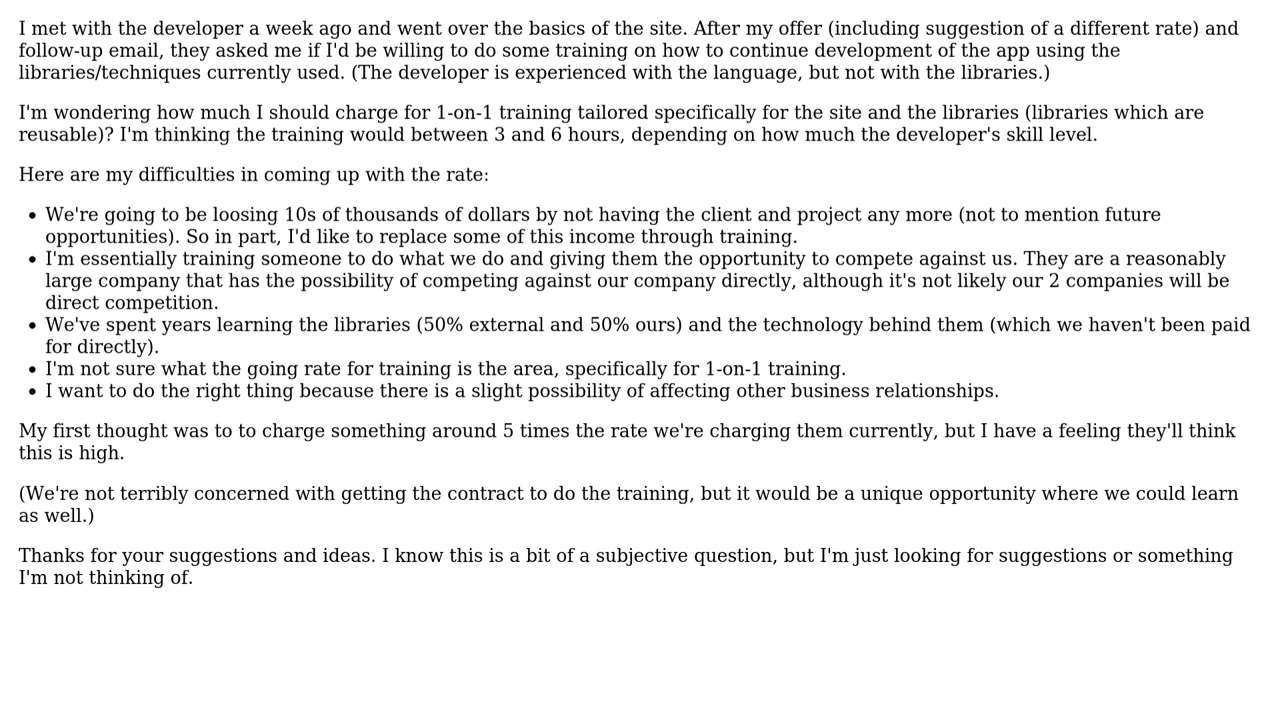 I met with the developer a week ago and went over the basics of the site. After my offer (including suggestion of a different rate) and
follow-up email, they asked me if I'd be willing to do some training on how to continue development of the app using the
libraries/techniques currently used. (The developer is experienced with the language, but not with the libraries.)
I'm wondering how much I should charge for 1-on-1 training tailored specifically for the site and the libraries (libraries which are
reusable)? I'm thinking the training would between 3 and 6 hours, depending on how much the developer's skill level.
Here are my difficulties in coming up with the rate:
• We're going to be loosing 10s of thousands of dollars by not having the client and project any more (not to mention future
opportunities). So in part, I'd like to replace some of this income through training.
• I'm essentially training someone to do what we do and giving them the opportunity to compete against us. They are a reasonably
large company that has the possibility of competing against our company directly, although it's not likely our 2 companies will be
direct competition.
• We've spent years learning the libraries (50% external and 50% ours) and the technology behind them (which we haven't been paid
for directly).
• I'm not sure what the going rate for training is the area, specifically for 1-on-1 training.
• I want to do the right thing because there is a slight possibility of affecting other business relationships.
My first thought was to to charge something around 5 times the rate we're charging them currently, but I have a feeling they'll think
this is high.
(We're not terribly concerned with getting the contract to do the training, but it would be a unique opportunity where we could learn
as well.)
Thanks for your suggestions and ideas. I know this is a bit of a subjective question, but I'm just looking for suggestions or something
I'm not thinking of.